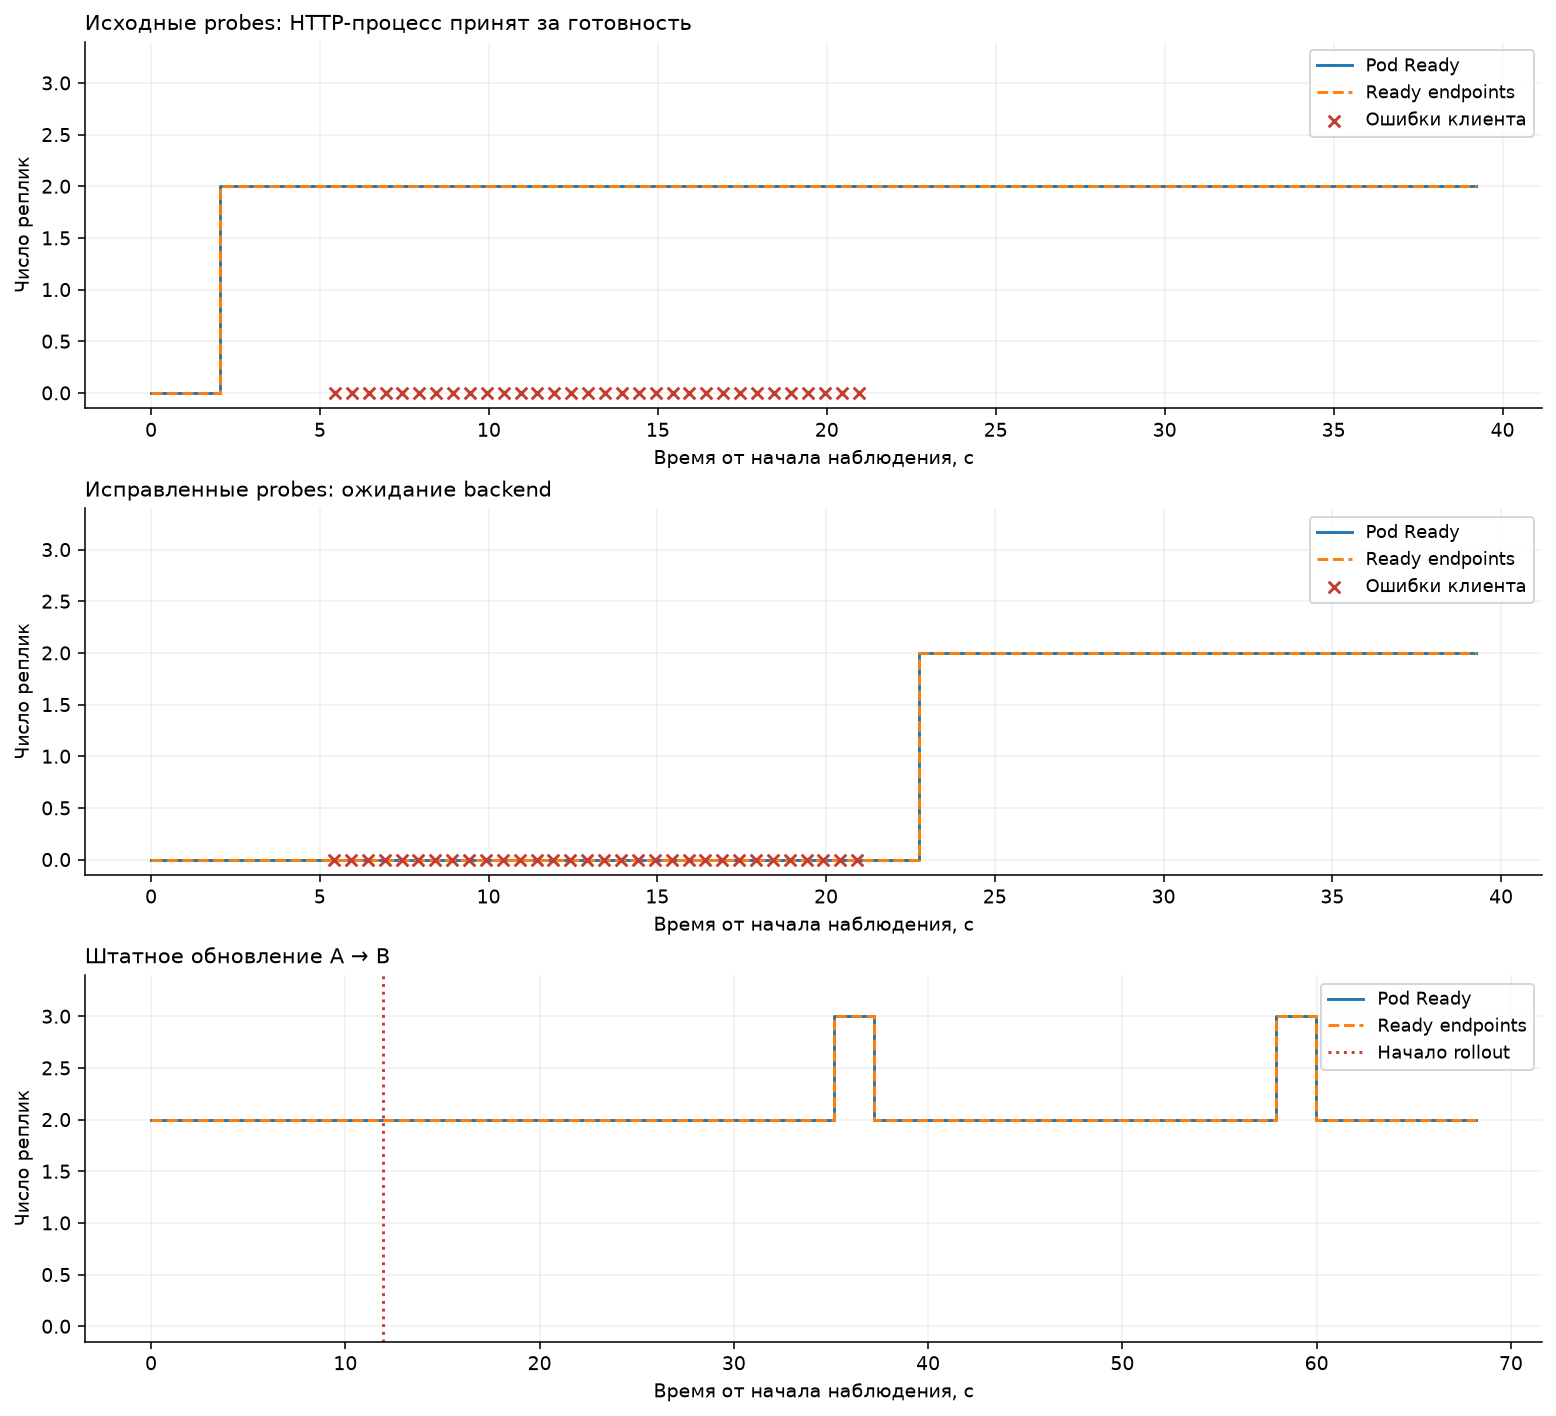 Исходные probes: HTTP-процесс принят за готовность
Pod Ready
Ready endpoints
Ошибки клиента
Число реплик
3.0
2.5
2.0
1.5
1.0
0.5
0.0
0 5 10 15 20 25 30 35 40
Время от начала наблюдения, с
Исправленные probes: ожидание backend
Pod Ready
Ready endpoints
Ошибки клиента
Число реплик
3.0
2.5
2.0
1.5
1.0
0.5
0.0
0 5 10 15 20 25 30 35 40
Время от начала наблюдения, с
Штатное обновление A → B
Pod Ready
Ready endpoints
Начало rollout
Число реплик
3.0
2.5
2.0
1.5
1.0
0.5
0.0
0 10 20 30 40 50 60 70
Время от начала наблюдения, с